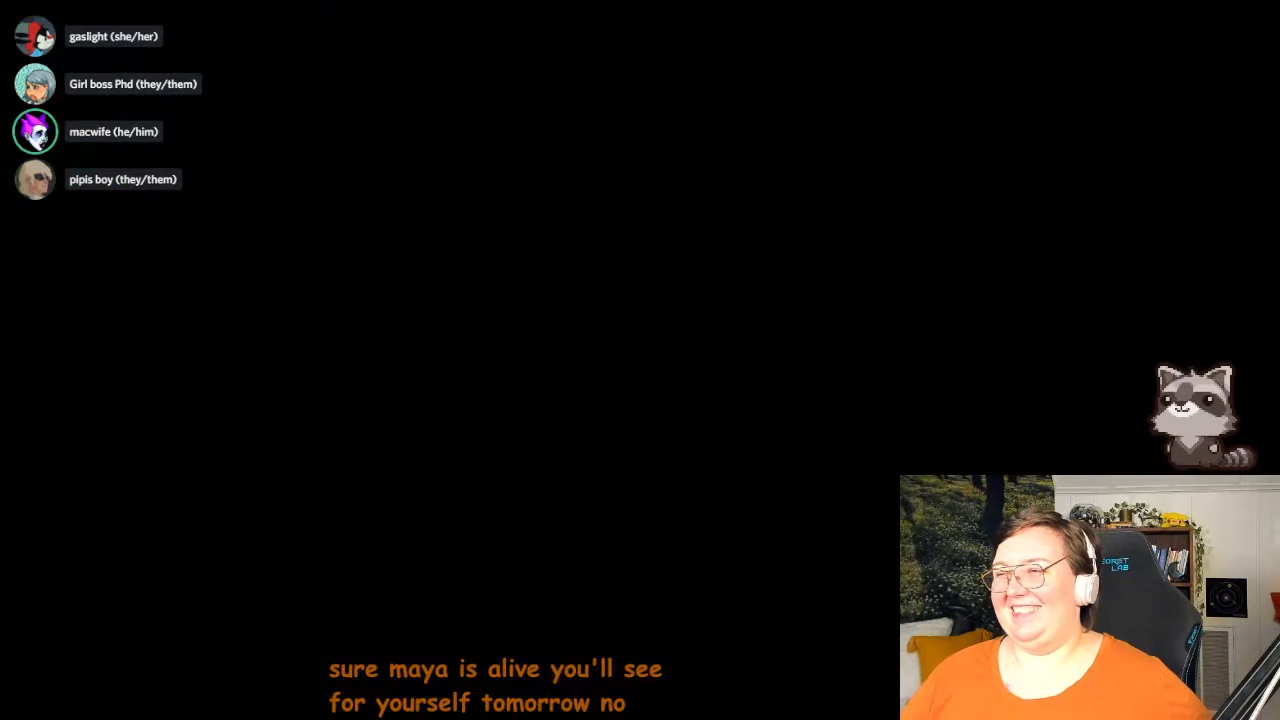 gaslight (she/her)
Girl boss Phd (they/them)
macwife (he/him)
pipis boy (they/them)
LAB
sure maya is alive you'll see
for yourself tomorrow no